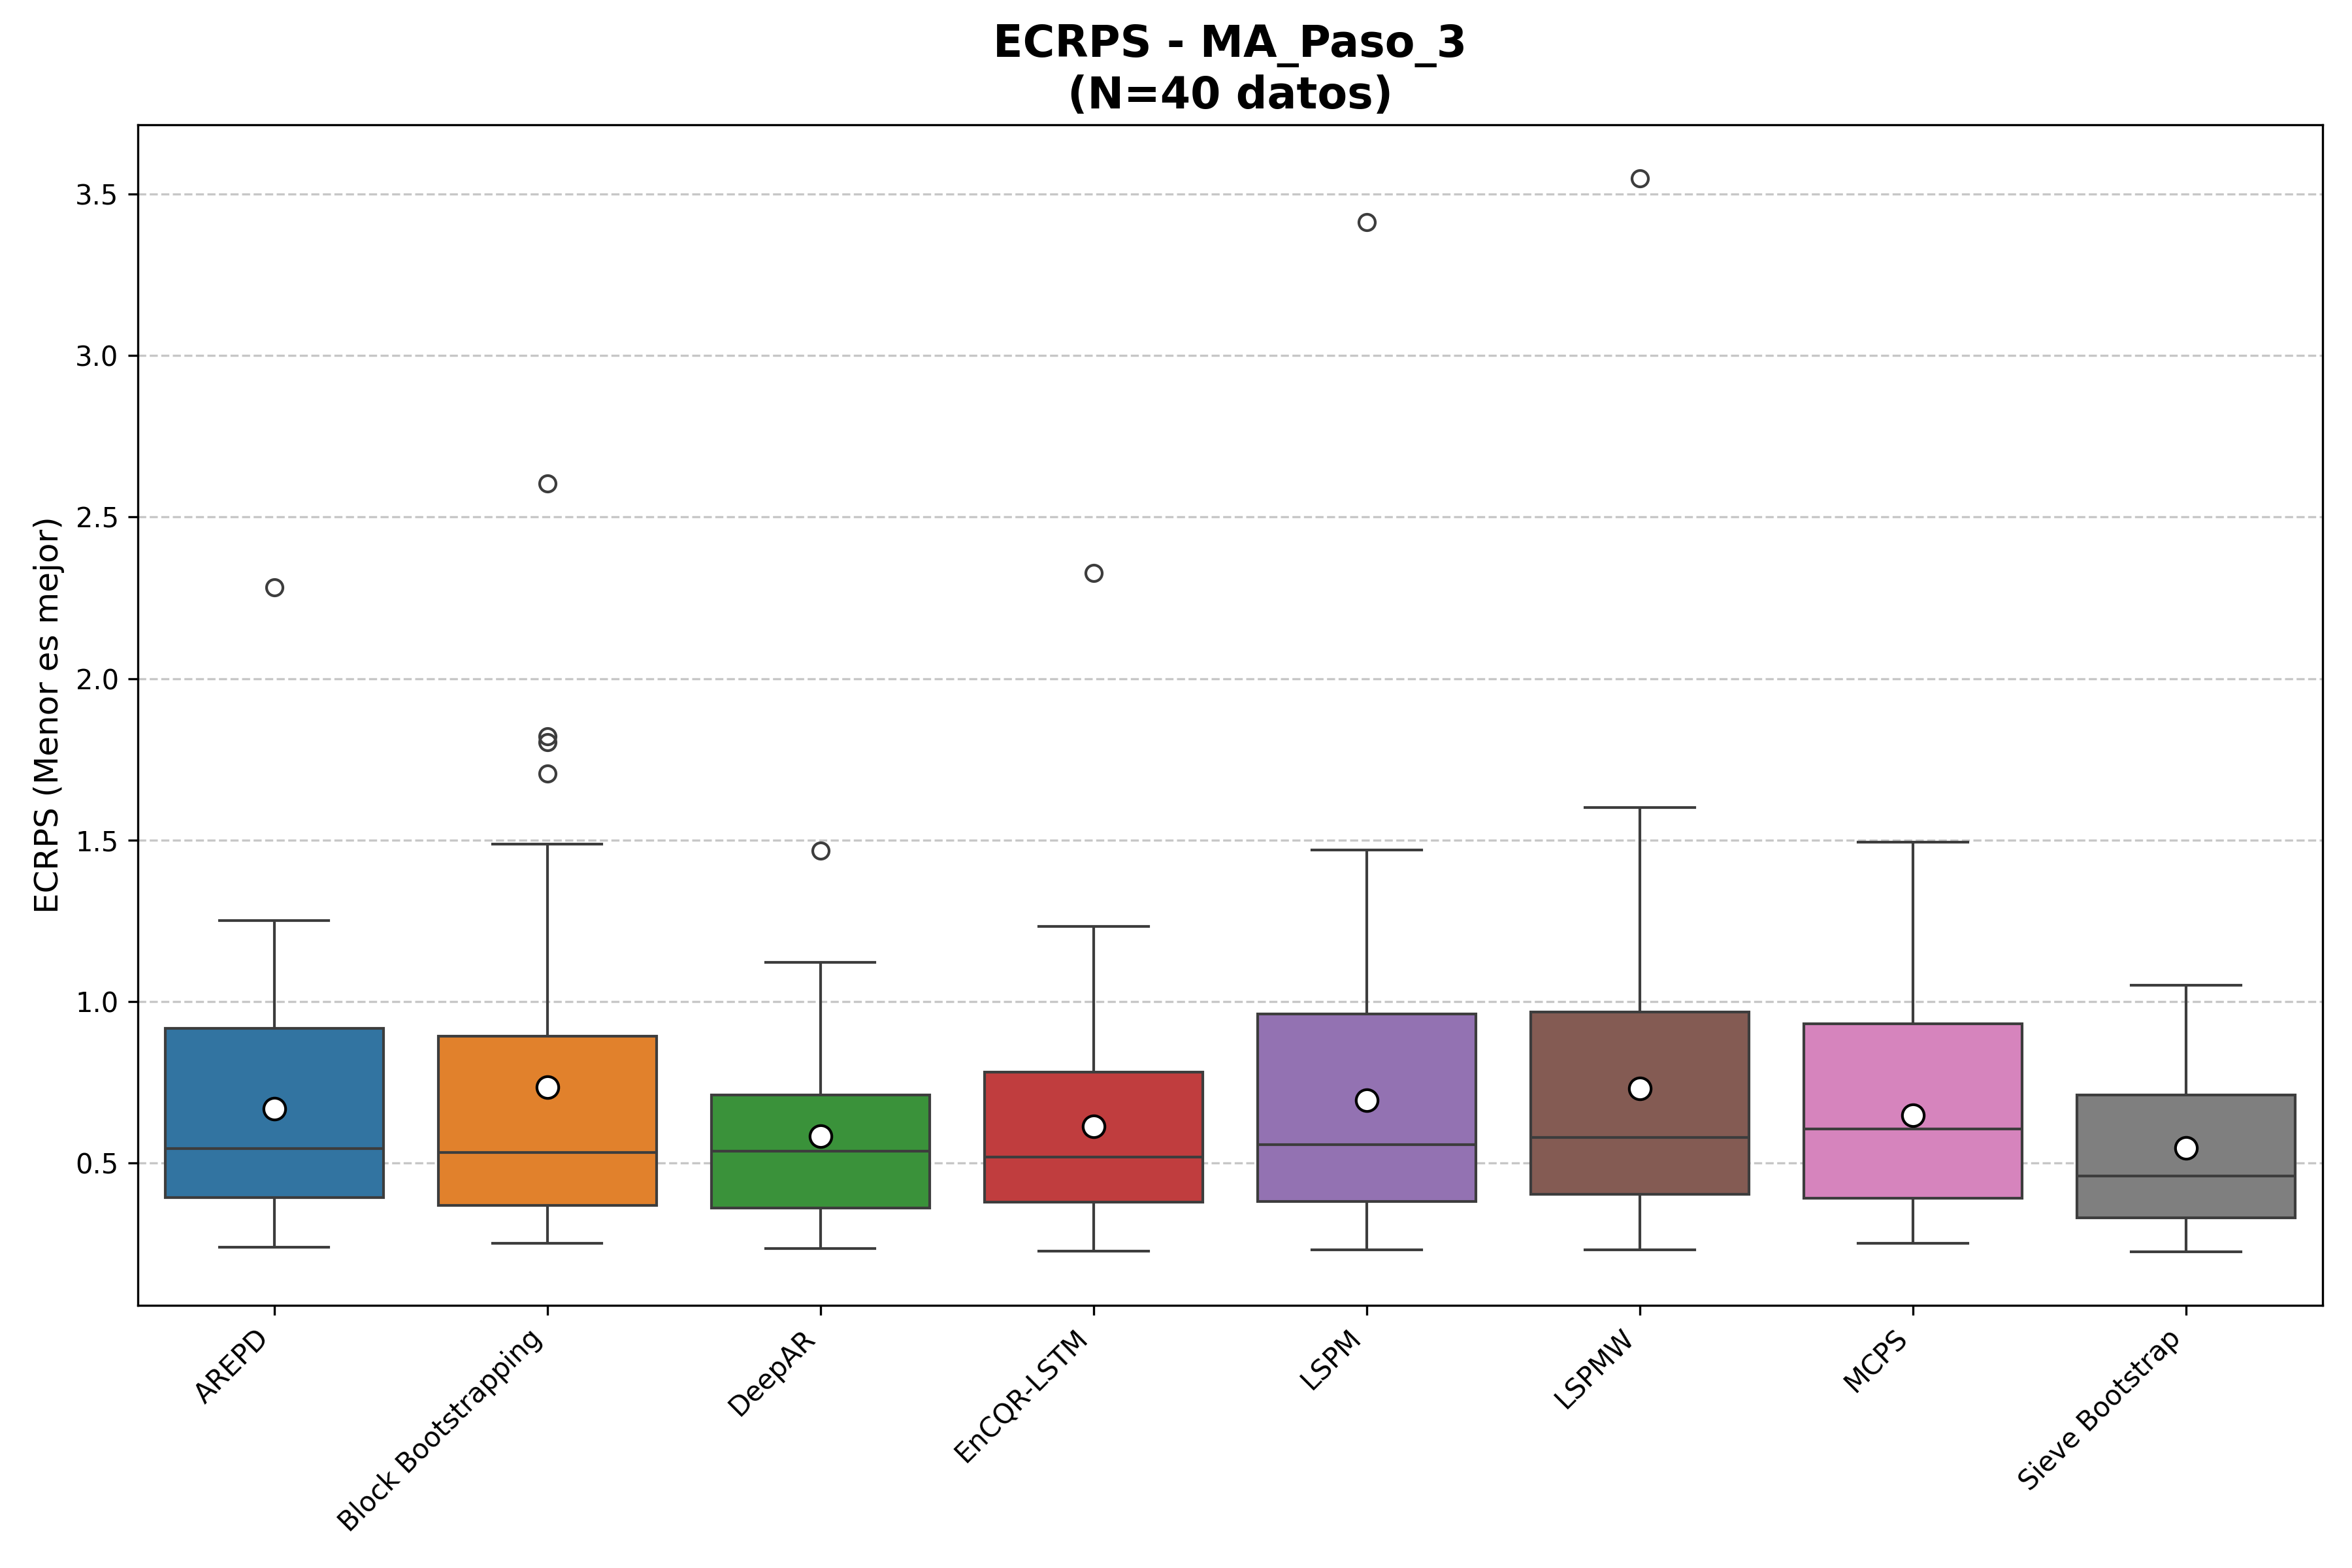 ECRPS - MA_Paso_3
(N=40 datos)
ECRPS (Menor es mejor)
3.5
3.0
2.5
2.0
1.5
1.0
0.5
AREPD
Block Bootstrapping
DeepAR
EnCQR-LSTM
LSPM
LSPMW
MCPS
Sieve Bootstrap